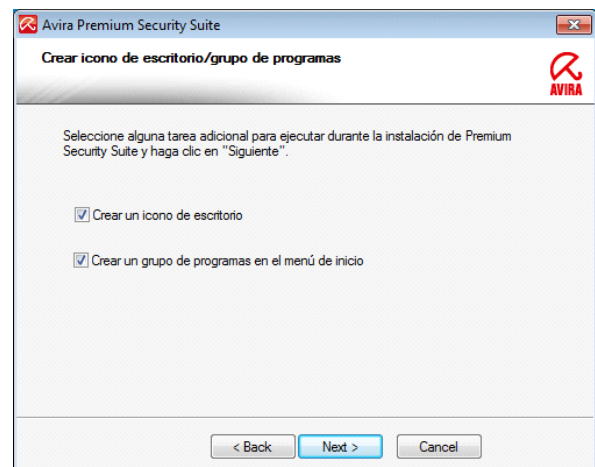 Avira Premium Security Suite
Crear icono de escritorio/grupo de programas
AVIRA
Seleccione alguna tarea adicional para ejecutar durante la instalación de Premium
Security Suite y haga clic en "Siguiente".
Crear un icono de escritorio
Crear un grupo de programas en el menú de inicio
< Back Next > Cancel